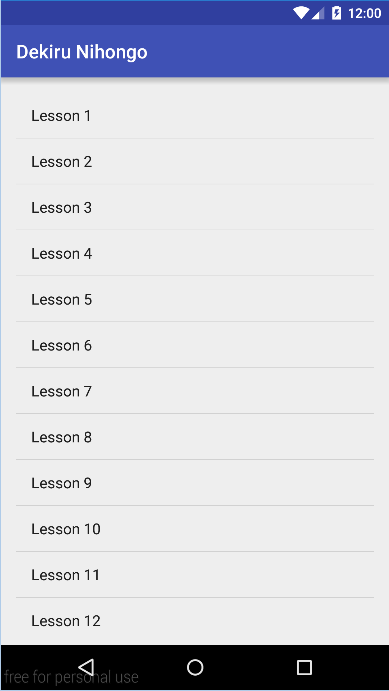 12:00
Dekiru Nihongo
Lesson 1
Lesson 2
Lesson 3
Lesson 4
Lesson 5
Lesson 6
Lesson 7
Lesson 8
Lesson 9
Lesson 10
Lesson 11
Lesson 12
free for personal use